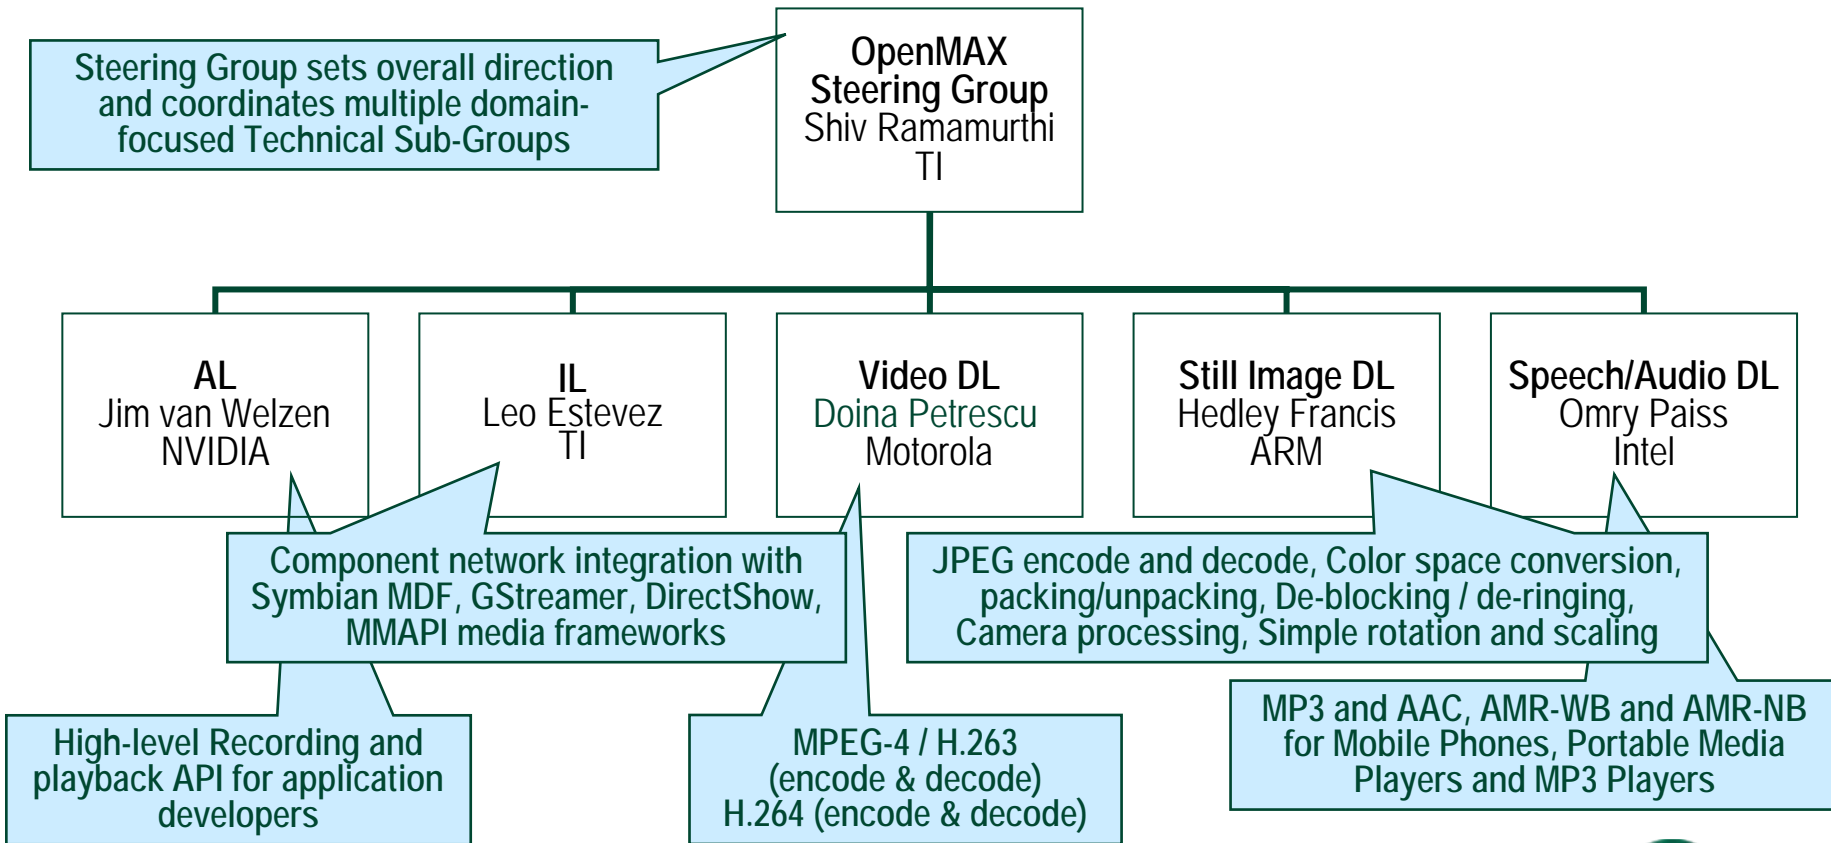 Steering Group sets overall direction
and coordinates multiple domain-
focused Technical Sub-Groups
OpenMAX
Steering Group
Shiv Ramamurthi
TI
AL
Jim van Welzen
NVIDIA
IL
Leo Estevez
TI
Video DL
Doina Petrescu
Motorola
Still Image DL
Hedley Francis
ARM
Speech/Audio DL
Omry Paiss
Intel
Component network integration with
Symbian MDF, GStreamer, DirectShow,
MMAPI media frameworks
JPEG encode and decode, Color space conversion,
packing/unpacking, De-blocking / de-ringing,
Camera processing, Simple rotation and scaling
High-level Recording and
playback API for application
developers
MPEG-4 / H.263
(encode & decode)
H.264 (encode & decode)
MP3 and AAC, AMR-WB and AMR-NB
for Mobile Phones, Portable Media
Players and MP3 Players